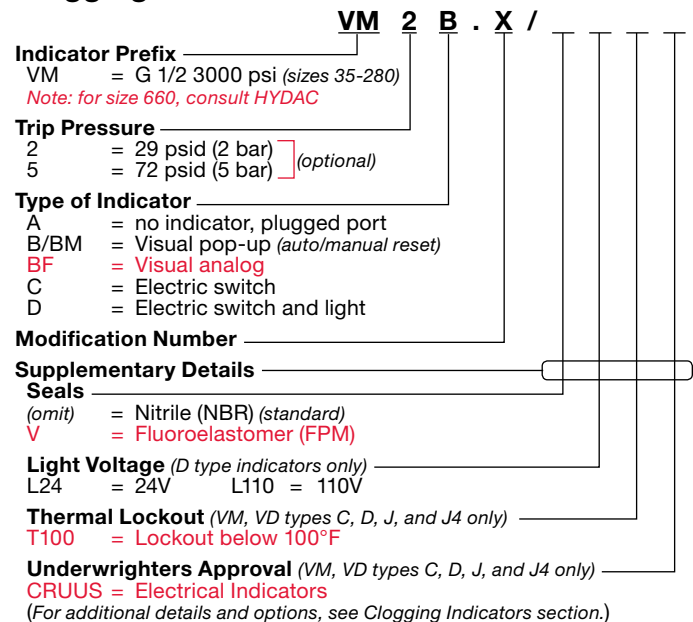 VM 2 B . X /
Indicator Prefix
VM = G 1/2 3000 psi (sizes 35-280)
Note: for size 660, consult HYDAC
Trip Pressure
2 = 29 psid (2 bar)
5 = 72 psid (5 bar)
(optional)
Type of Indicator
A = no indicator, plugged port
B/BM = Visual pop-up (auto/manual reset)
BF = Visual analog
C = Electric switch
D = Electric switch and light
Modification Number
Supplementary Details
Seals
(omit) = Nitrile (NBR) (standard)
V = Fluoroelastomer (FPM)
Light Voltage (D type indicators only)
L24 = 24V L110 = 110V
Thermal Lockout (VM, VD types C, D, J, and J4 only)
T100 = Lockout below 100°F
Underwrighters Approval (VM, VD types C, D, J, and J4 only)
CRUUS = Electrical Indicators
(For additional details and options, see Clogging Indicators section.)